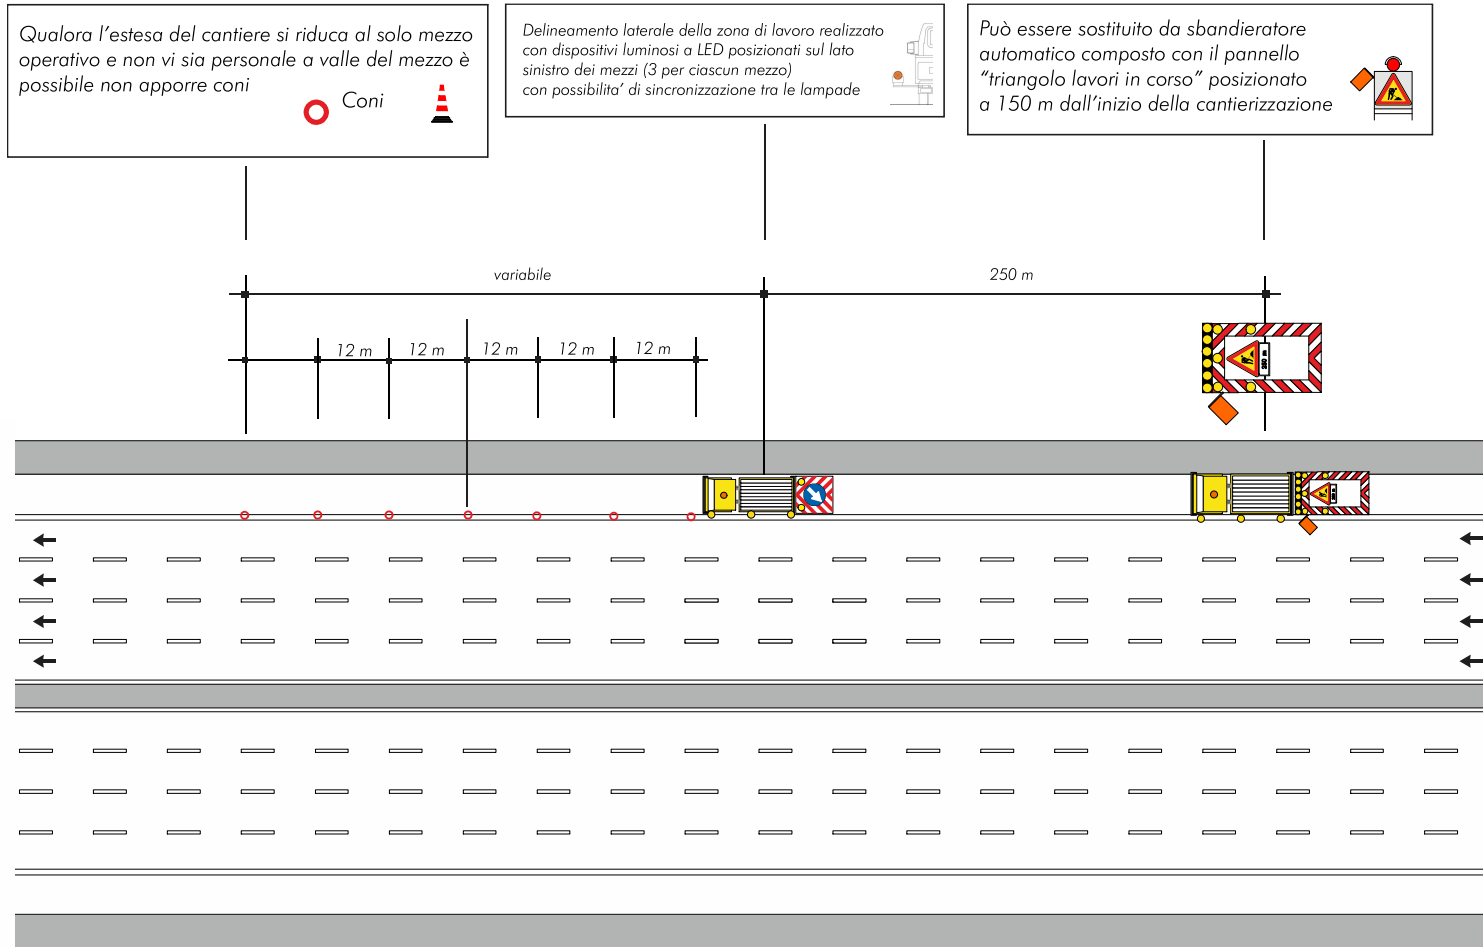 Qualora l'estesa del cantiere si riduca al solo mezzo
operativo e non vi sia personale a valle del mezzo è
possibile non apporre coni
Coni
Delineamento laterale della zona di lavoro realizzato
con dispositivi luminosi a LED posizionati sul lato
sinistro dei mezzi (3 per ciascun mezzo)
con possibilita' di sincronizzazione tra le lampade
Può essere sostituito da sbandieratore
automatico composto con il pannello
"triangolo lavori in corso" posizionato
a 150 m dall'inizio della cantierizzazione
variabile
250 m
12 m
12 m
12 m
12 m
12 m
250 m
250 m